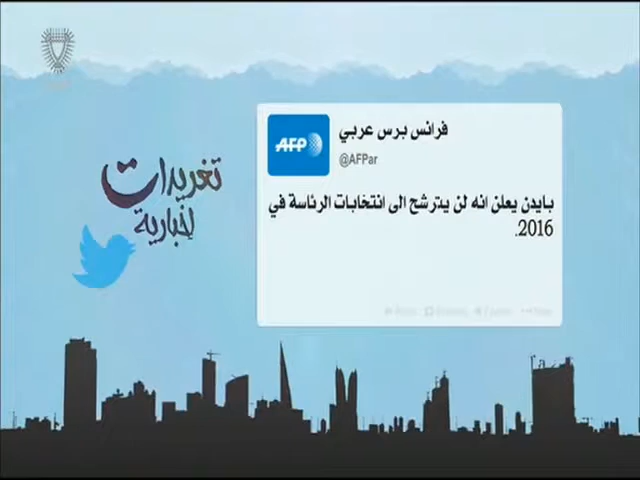 تغريدات
إخبارية
AFP
فرانس برس عربي
@AFPar
بايدن يعلن انه لن يترشح الى انتخابات الرئاسة في
2016.